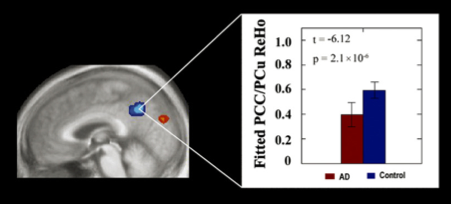 Fitted PCC/PCu ReHo
1.0
0.8
0.6
0.4
0.2
0
t = -6.12
p = 2.1×10⁻⁶
AD
Control